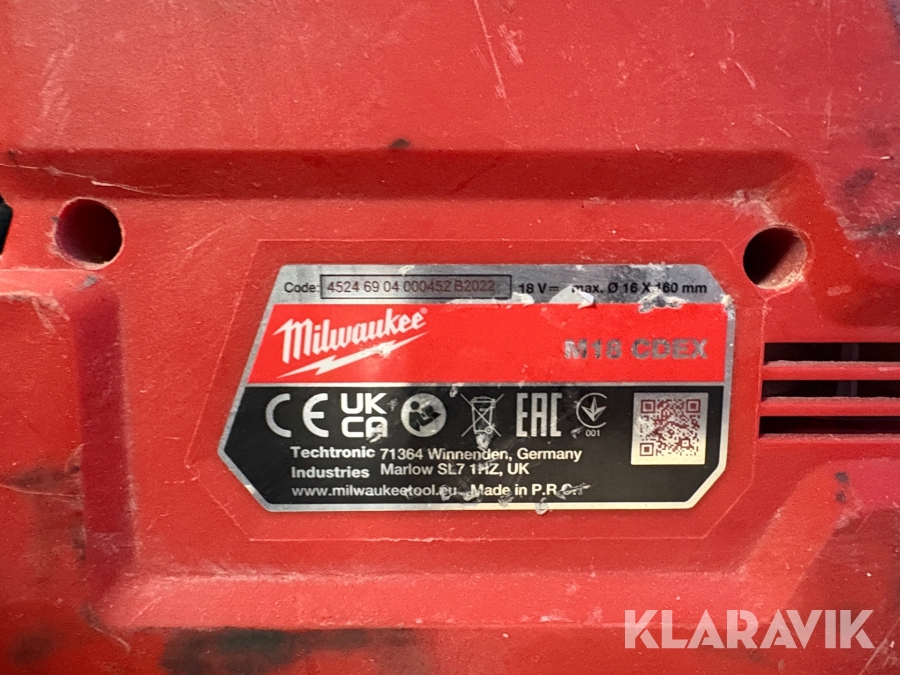 Code: 4524 69 04 000452 B2022 18 V max. Ø 16 X 160 mm
Milwaukee
M18 CDEX
CE UK CA EAC
001
Techtronic 71364 Winnenden, Germany
Industries Marlow SL7 1HZ, UK
www.milwaukeetool.eu Made in P.R.C.
KLARAVIK